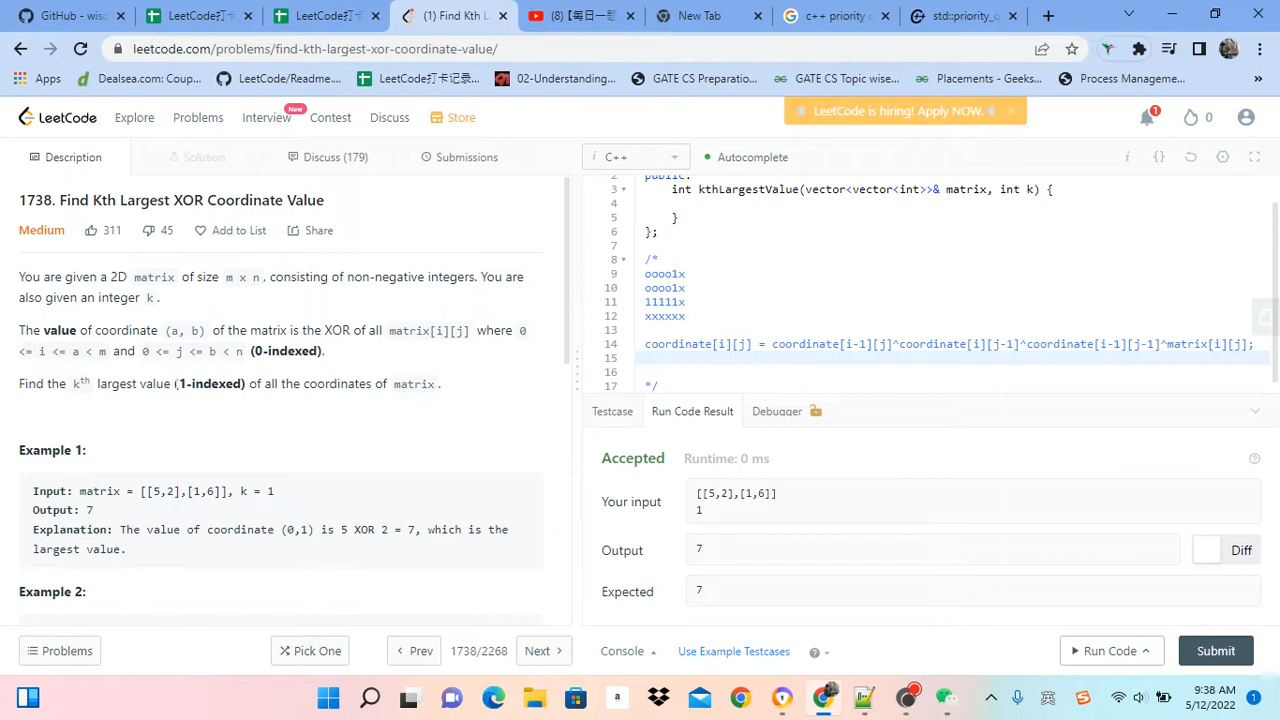 GitHub - wisc
LeetCode打卡
LeetCode打卡
(1) Find Kth L
(8)【每日一題
New Tab
c++ priority c
std::priority_q
leetcode.com/problems/find-kth-largest-xor-coordinate-value/
Apps
Dealsea.com: Coup...
LeetCode/Readme...
LeetCode打卡记录...
02-Understanding...
GATE CS Preparatio...
GATE CS Topic wis...
Placements - Geeks...
Process Manageme...
»
LeetCode
Explore
Problems
Interview
New
Contest
Discuss
Store
LeetCode is hiring! Apply NOW.
1
0
Description
Solution
Discuss (179)
Submissions
i C++
Autocomplete
1738. Find Kth Largest XOR Coordinate Value
Medium
311
45
Add to List
Share
You are given a 2D matrix of size m x n, consisting of non-negative integers. You are
also given an integer k.
The value of coordinate (a, b) of the matrix is the XOR of all matrix[i][j] where 0
<= i <= a < m and 0 <= j <= b < n (0-indexed).
Find the kth largest value (1-indexed) of all the coordinates of matrix.
Example 1:
Input: matrix = [[5,2],[1,6]], k = 1
Output: 7
Explanation: The value of coordinate (0,1) is 5 XOR 2 = 7, which is the
largest value.
Example 2:
2 public:
3 int kthLargestValue(vector<vector<int>>& matrix, int k) {
4
5 }
6 };
7
8 /*
9 oooo1x
10 oooo1x
11 11111x
12 xxxxxx
13
14 coordinate[i][j] = coordinate[i-1][j]^coordinate[i][j-1]^coordinate[i-1][j-1]^matrix[i][j];
15
16
17 */
Testcase
Run Code Result
Debugger
Accepted
Runtime: 0 ms
Your input
[[5,2],[1,6]]
1
Output
7
Diff
Expected
7
Problems
Pick One
Prev
1738/2268
Next
Console
Use Example Testcases
Run Code
Submit
a
英
9:38 AM
5/12/2022
1